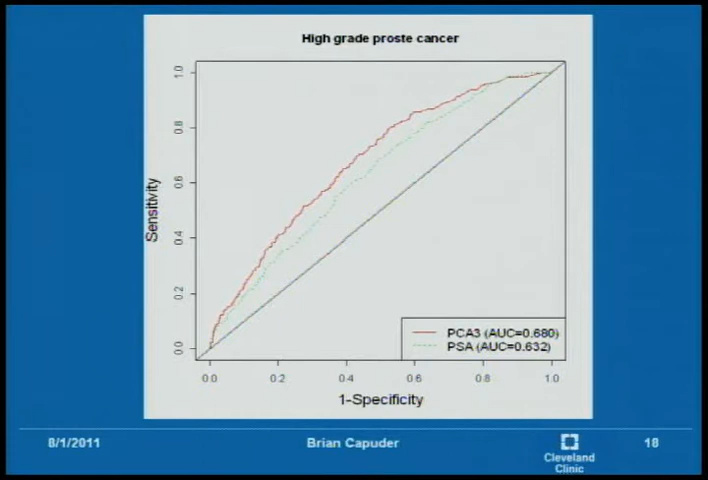 High grade proste cancer
Sensitivity
1.0
0.8
0.6
0.4
0.2
0.0
PCA3 (AUC=0.680)
PSA (AUC=0.632)
0.0 0.2 0.4 0.6 0.8 1.0
1-Specificity
8/1/2011 Brian Capuder Cleveland Clinic 18